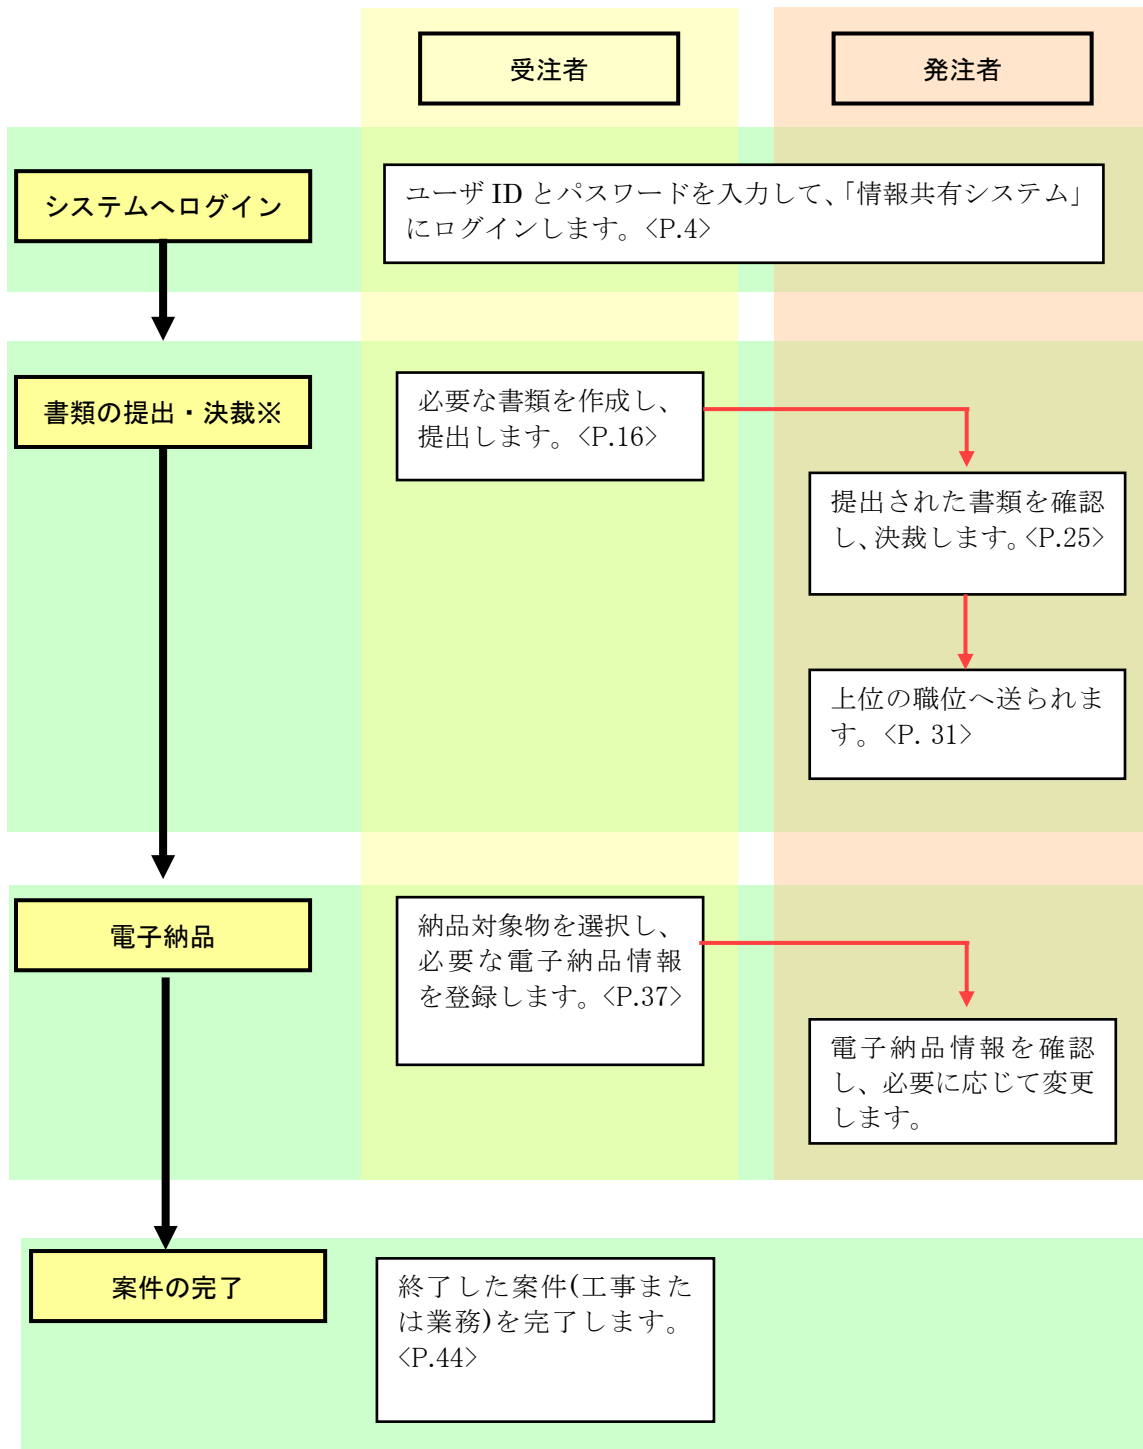 受注者
発注者
システムへログイン
ユーザ ID とパスワードを入力して、「情報共有システム」
にログインします。<P.4>
書類の提出・決裁※
必要な書類を作成し、
提出します。<P.16>
提出された書類を確認
し、決裁します。<P.25>
上位の職位へ送られま
す。<P. 31>
電子納品
納品対象物を選択し、
必要な電子納品情報
を登録します。<P.37>
電子納品情報を確認
し、必要に応じて変更
します。
案件の完了
終了した案件(工事また
は業務)を完了します。
<P.44>